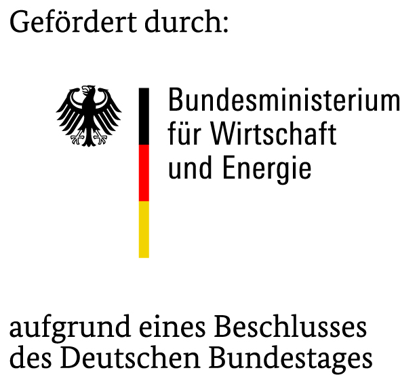 Gefördert durch:
Bundesministerium
für Wirtschaft
und Energie
aufgrund eines Beschlusses
des Deutschen Bundestages